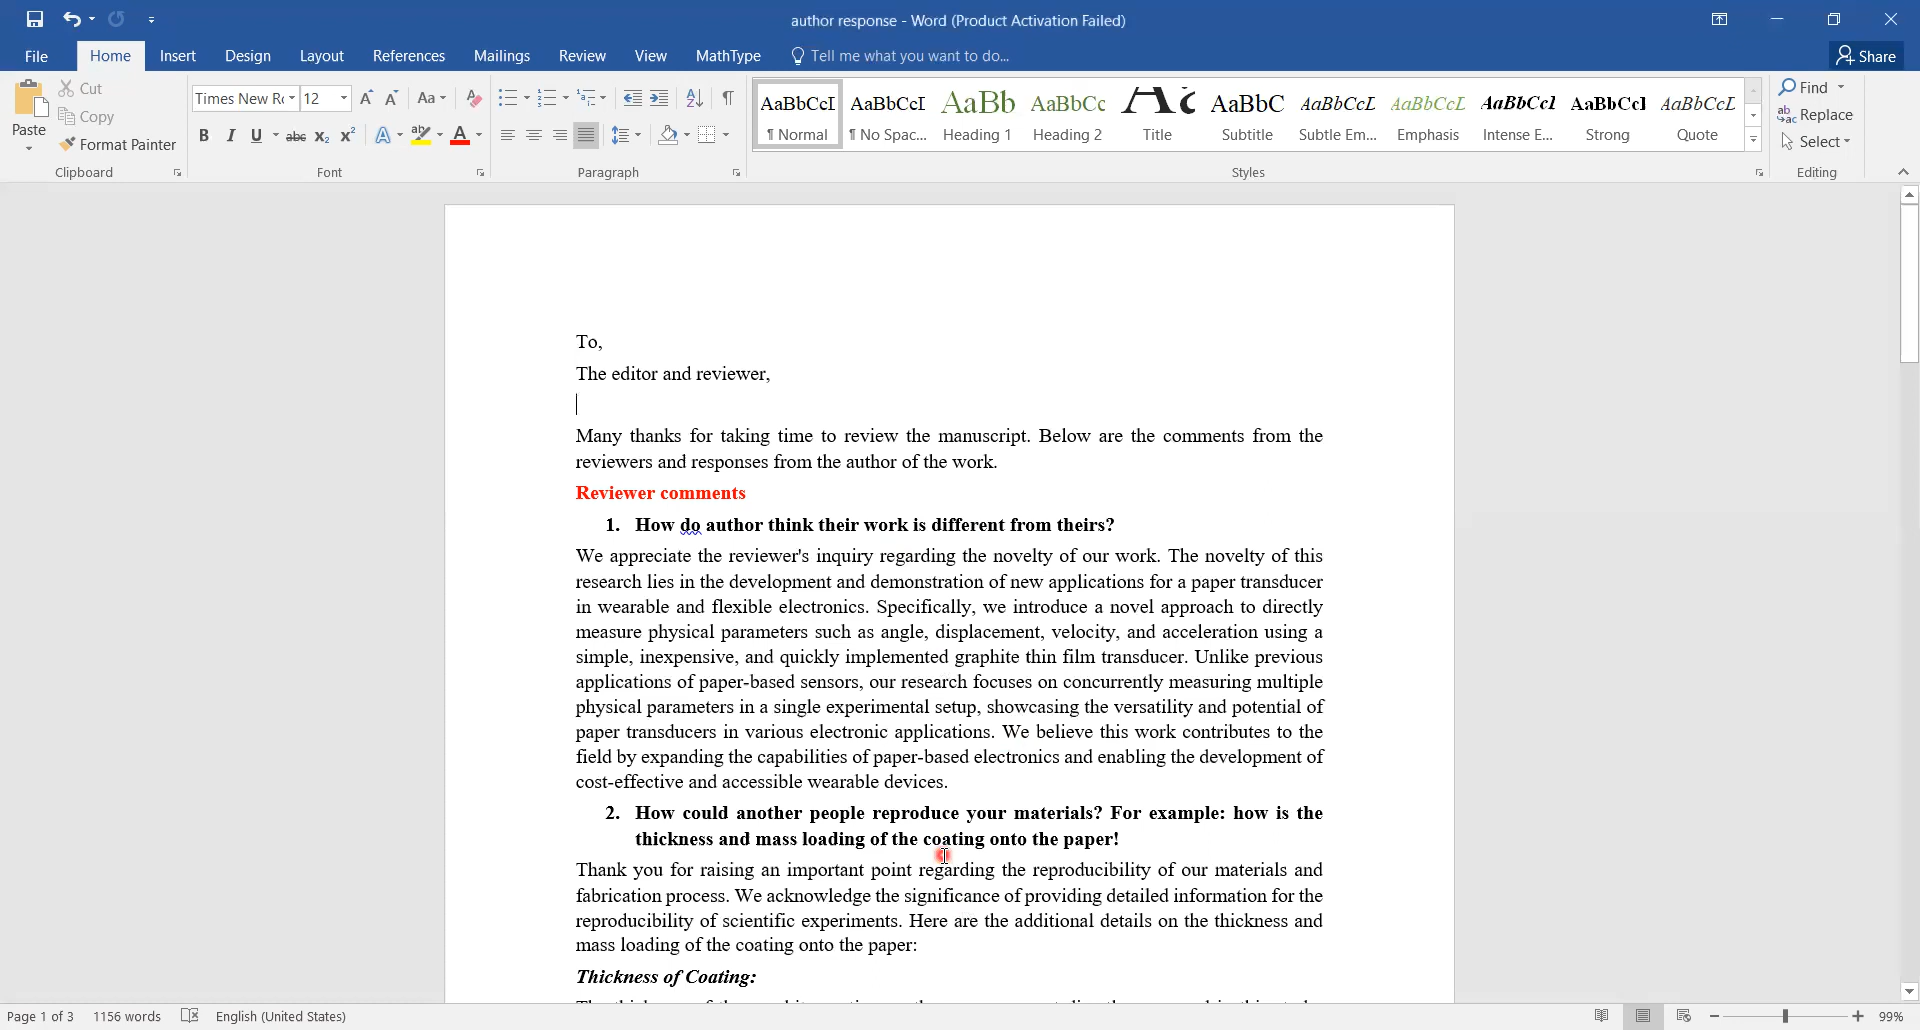 author response - Word (Product Activation Failed)
File Home Insert Design Layout References Mailings Review View MathType Tell me what you want to do... Share
Paste
Cut
Copy
Format Painter
Clipboard
Times New Rc 12
Aa
B I U abc X₂ X²
Font
Paragraph
AaBbCcI AaBbCcI AaBb AaBbCc AaBbC AaBbCcL AaBbCcL AaBbCcI AaBbCcI AaBbCcL
¶ Normal ¶ No Spac... Heading 1 Heading 2 Title Subtitle Subtle Em... Emphasis Intense E... Strong Quote
Styles
Find
Replace
Select
Editing
To,
The editor and reviewer,
Many thanks for taking time to review the manuscript. Below are the comments from the
reviewers and responses from the author of the work.
Reviewer comments
1. How do author think their work is different from theirs?
We appreciate the reviewer's inquiry regarding the novelty of our work. The novelty of this
research lies in the development and demonstration of new applications for a paper transducer
in wearable and flexible electronics. Specifically, we introduce a novel approach to directly
measure physical parameters such as angle, displacement, velocity, and acceleration using a
simple, inexpensive, and quickly implemented graphite thin film transducer. Unlike previous
applications of paper-based sensors, our research focuses on concurrently measuring multiple
physical parameters in a single experimental setup, showcasing the versatility and potential of
paper transducers in various electronic applications. We believe this work contributes to the
field by expanding the capabilities of paper-based electronics and enabling the development of
cost-effective and accessible wearable devices.
2. How could another people reproduce your materials? For example: how is the
thickness and mass loading of the coating onto the paper!
Thank you for raising an important point regarding the reproducibility of our materials and
fabrication process. We acknowledge the significance of providing detailed information for the
reproducibility of scientific experiments. Here are the additional details on the thickness and
mass loading of the coating onto the paper:
Thickness of Coating:
Page 1 of 3 1156 words English (United States) 99%